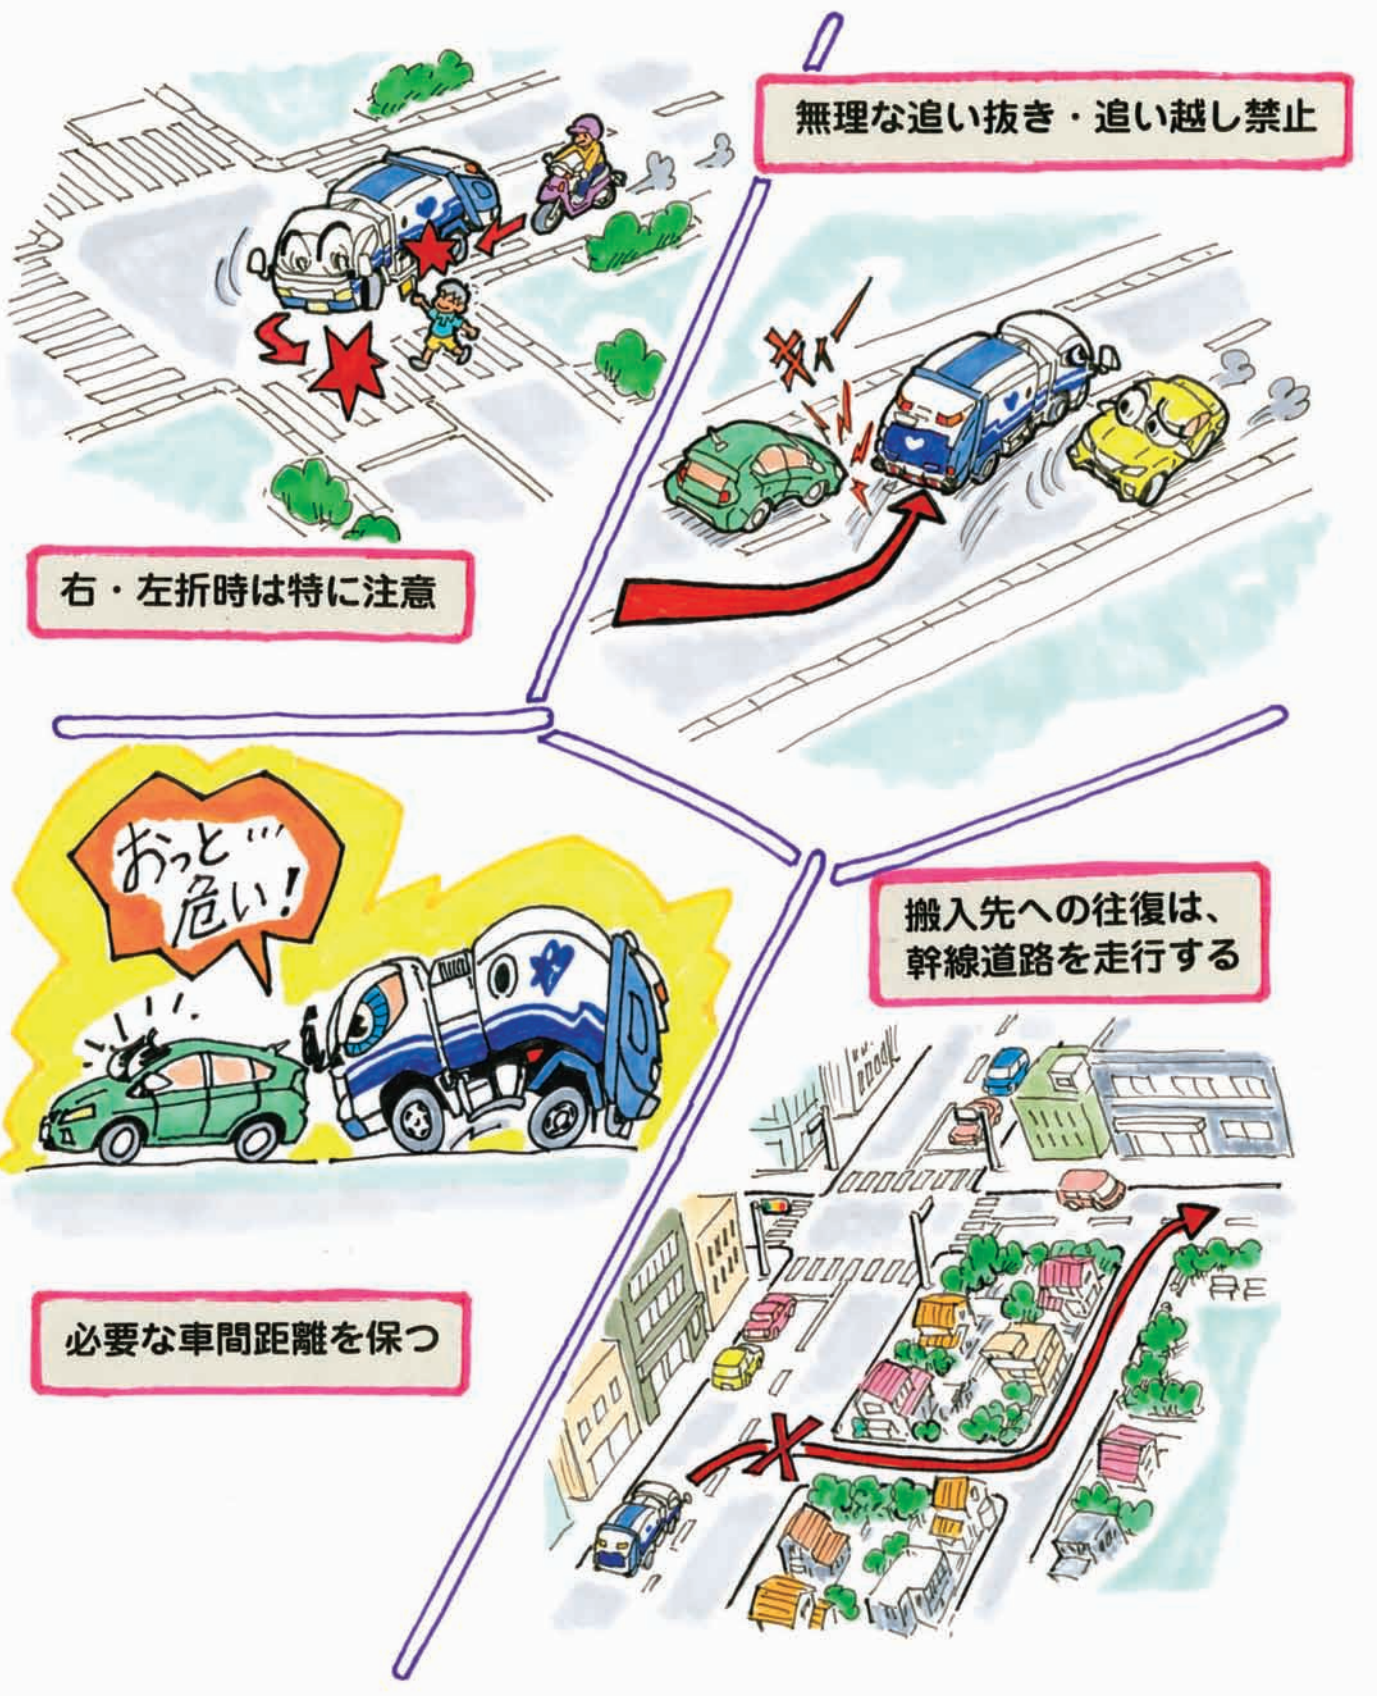 無理な追い抜き・追い越し禁止
右・左折時は特に注意
おっと…
危い!
搬入先への往復は、
幹線道路を走行する
必要な車間距離を保つ